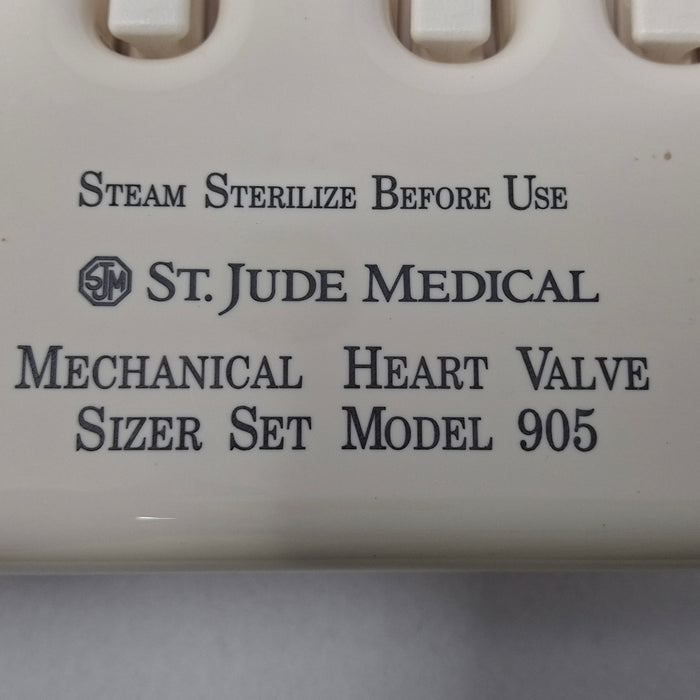 STEAM STERILIZE BEFORE USE
SJM ST. JUDE MEDICAL
MECHANICAL HEART VALVE
SIZER SET MODEL 905